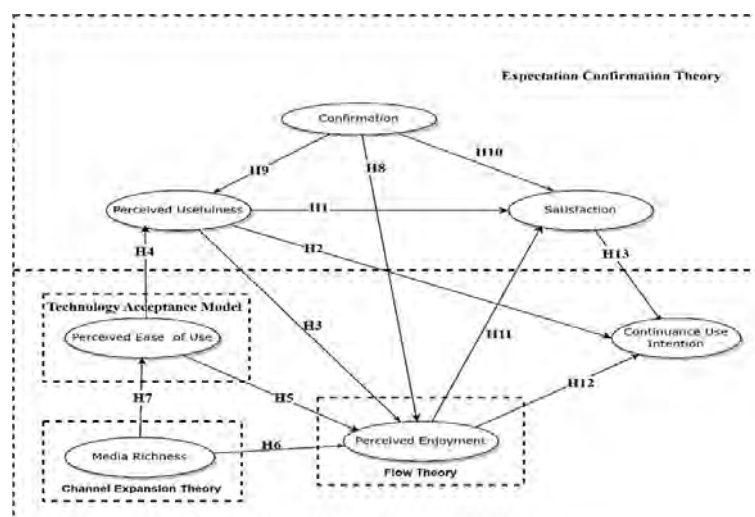 Expectation Confirmation Theory
Confirmation
H9
H8
H10
Perceived Usefulness
H1
Satisfaction
H4
H2
H13
Technology Acceptance Model
Perceived Ease of Use
H3
H11
Continuance Use
Intention
H7
H5
H12
Media Richness
H6
Perceived Enjoyment
Channel Expansion Theory
Flow Theory